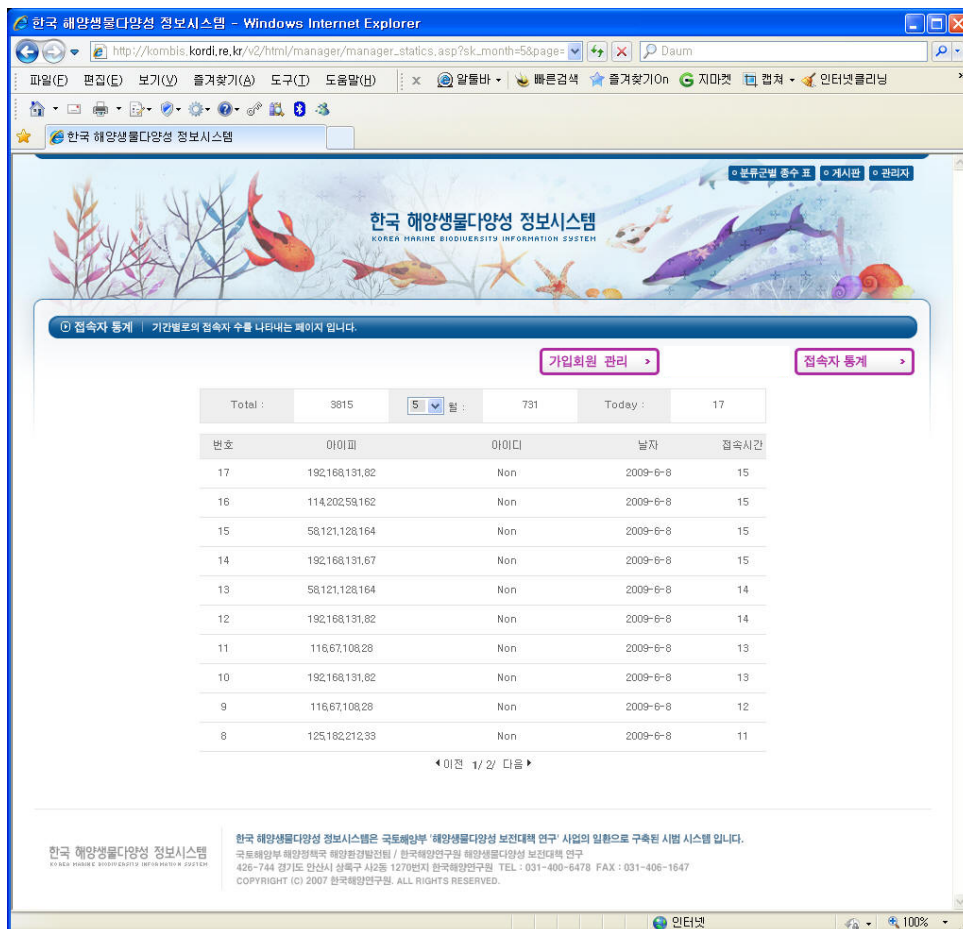 한국 해양생물다양성 정보시스템 - Windows Internet Explorer
http://kombis.kordi.re.kr/v2/html/manager/manager_statics.asp?sk_month=5&page=
Daum
파일(F) 편집(E) 보기(V) 즐겨찾기(A) 도구(T) 도움말(H) x 알툴바 빠른검색 즐겨찾기On 지마켓 캡쳐 인터넷클리닝
한국 해양생물다양성 정보시스템
분류군별 종수 표 게시판 관리자
한국 해양생물다양성 정보시스템
KOREA MARINE BIODIVERSITY INFORMATION SYSTEM
접속자 통계 | 기간별로의 접속자 수를 나타내는 페이지 입니다.
가입회원 관리 > 접속자 통계 >
Total : 3815 5 월 : 731 Today : 17
번호 아이피 아이디 날자 접속시간
17 192,168,131,82 Non 2009-6-8 15
16 114,202,59,162 Non 2009-6-8 15
15 58,121,128,164 Non 2009-6-8 15
14 192,168,131,67 Non 2009-6-8 15
13 58,121,128,164 Non 2009-6-8 14
12 192,168,131,82 Non 2009-6-8 14
11 116,67,108,28 Non 2009-6-8 13
10 192,168,131,82 Non 2009-6-8 13
9 116,67,108,28 Non 2009-6-8 12
8 125,182,212,33 Non 2009-6-8 11
이전 1/ 2/ 다음
한국 해양생물다양성 정보시스템은 국토해양부 '해양생물다양성 보전대책 연구' 사업의 일환으로 구축된 시범 시스템 입니다.
한국 해양생물다양성 정보시스템
KOREA MARINE BIODIVERSITY INFORMATION SYSTEM
국토해양부 해양정책국 해양환경발전팀 / 한국해양연구원 해양생물다양성 보전대책 연구
426-744 경기도 안산시 상록구 사2동 1270번지 한국해양연구원 TEL : 031-400-6478 FAX : 031-406-1647
COPYRIGHT (C) 2007 한국해양연구원. ALL RIGHTS RESERVED.
인터넷 100%